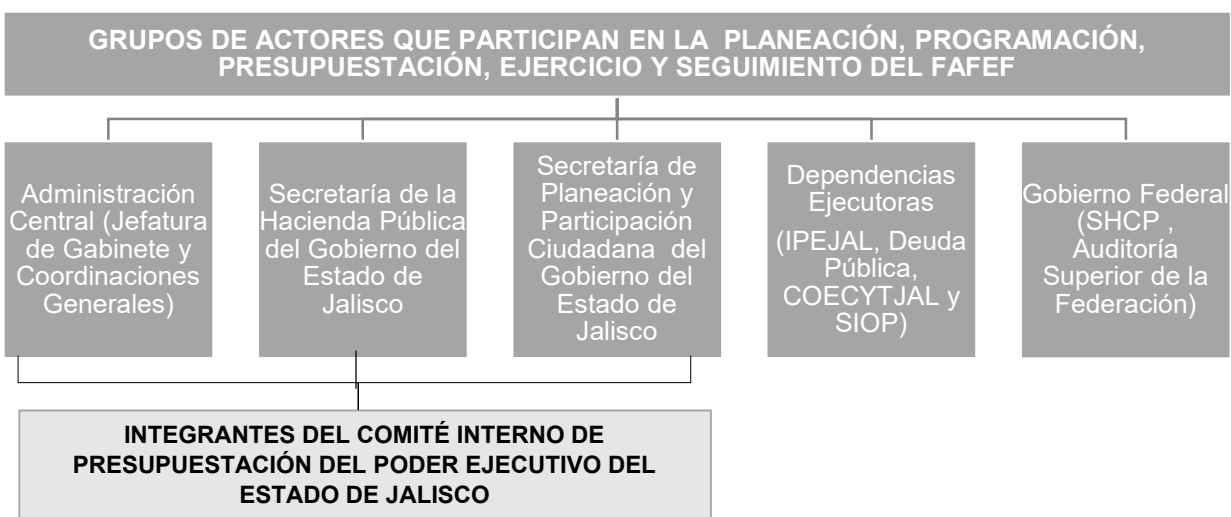 GRUPOS DE ACTORES QUE PARTICIPAN EN LA PLANEACIÓN, PROGRAMACIÓN,
PRESUPUESTACIÓN, EJERCICIO Y SEGUIMIENTO DEL FAFEF
Administración
Central (Jefatura
de Gabinete y
Coordinaciones
Generales)
Secretaría de la
Hacienda Pública
del Gobierno del
Estado de
Jalisco
Secretaría de
Planeación y
Participación
Ciudadana del
Gobierno del
Estado de
Jalisco
Dependencias
Ejecutoras
(IPEJAL, Deuda
Pública,
COECYTJAL y
SIOP)
Gobierno Federal
(SHCP ,
Auditoría
Superior de la
Federación)
INTEGRANTES DEL COMITÉ INTERNO DE
PRESUPUESTACIÓN DEL PODER EJECUTIVO DEL
ESTADO DE JALISCO